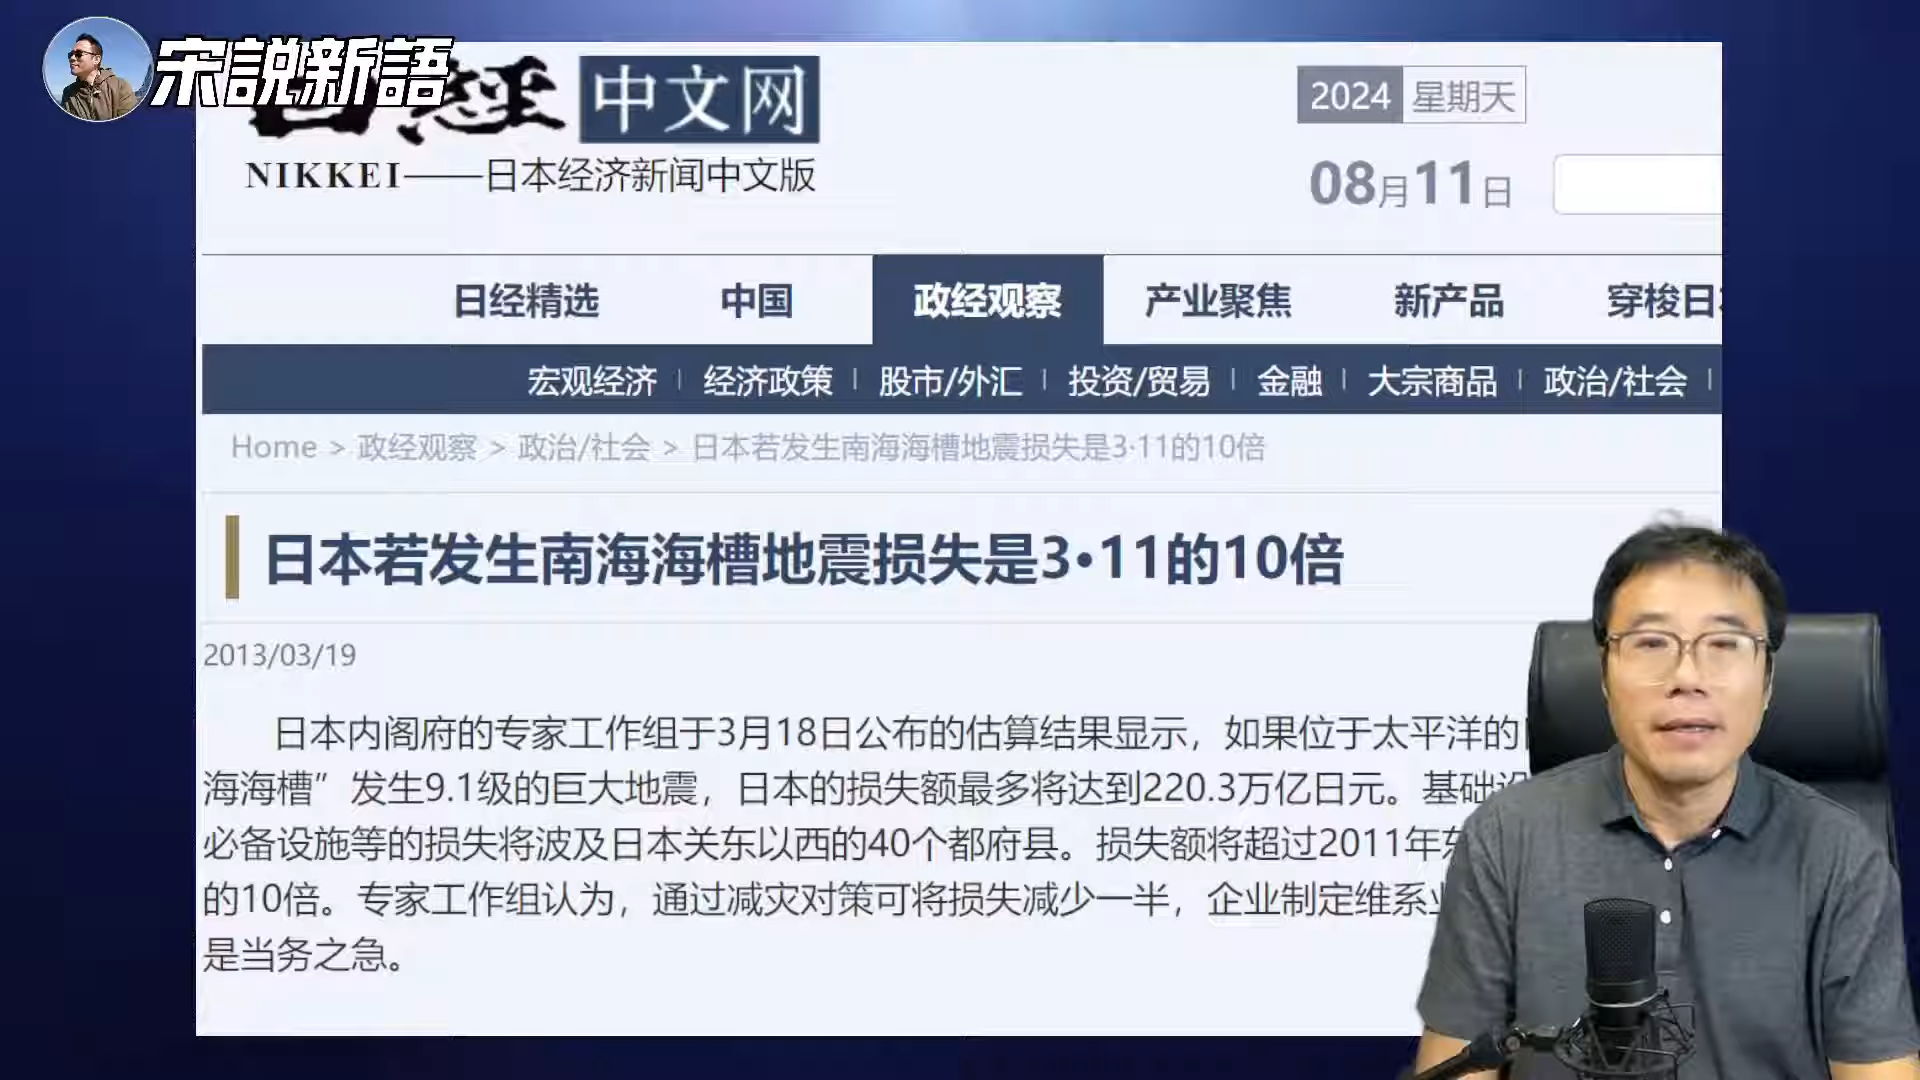 宋説新語
日经 中文网
NIKKEI——日本经济新闻中文版
2024 星期天
08月11日
日经精选 中国 政经观察 产业聚焦 新产品 穿梭日
宏观经济 | 经济政策 | 股市/外汇 | 投资/贸易 | 金融 | 大宗商品 | 政治/社会 |
Home > 政经观察 > 政治/社会 > 日本若发生南海海槽地震损失是3·11的10倍
日本若发生南海海槽地震损失是3·11的10倍
2013/03/19
日本内阁府的专家工作组于3月18日公布的估算结果显示，如果位于太平洋的
海海槽”发生9.1级的巨大地震，日本的损失额最多将达到220.3万亿日元。基础设
必备设施等的损失将波及日本关东以西的40个都府县。损失额将超过2011年东
的10倍。专家工作组认为，通过减灾对策可将损失减少一半，企业制定维系业
是当务之急。